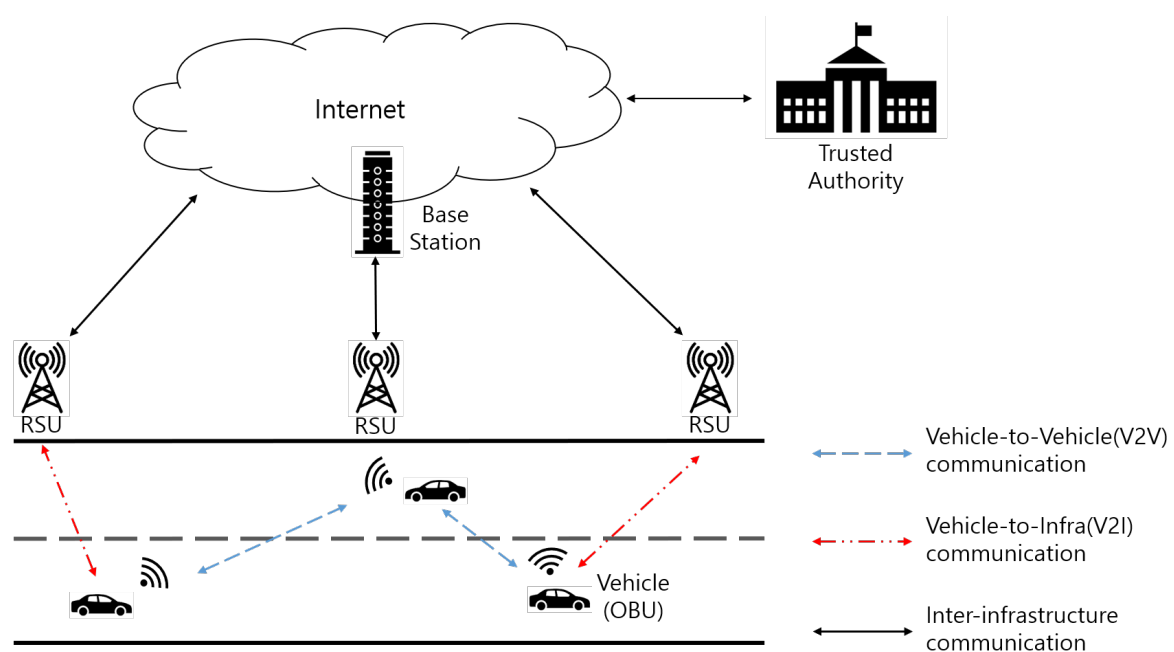 Internet
Trusted
Authority
Base
Station
RSU
RSU
RSU
Vehicle
(OBU)
Vehicle-to-Vehicle(V2V)
communication
Vehicle-to-Infra(V2I)
communication
Inter-infrastructure
communication